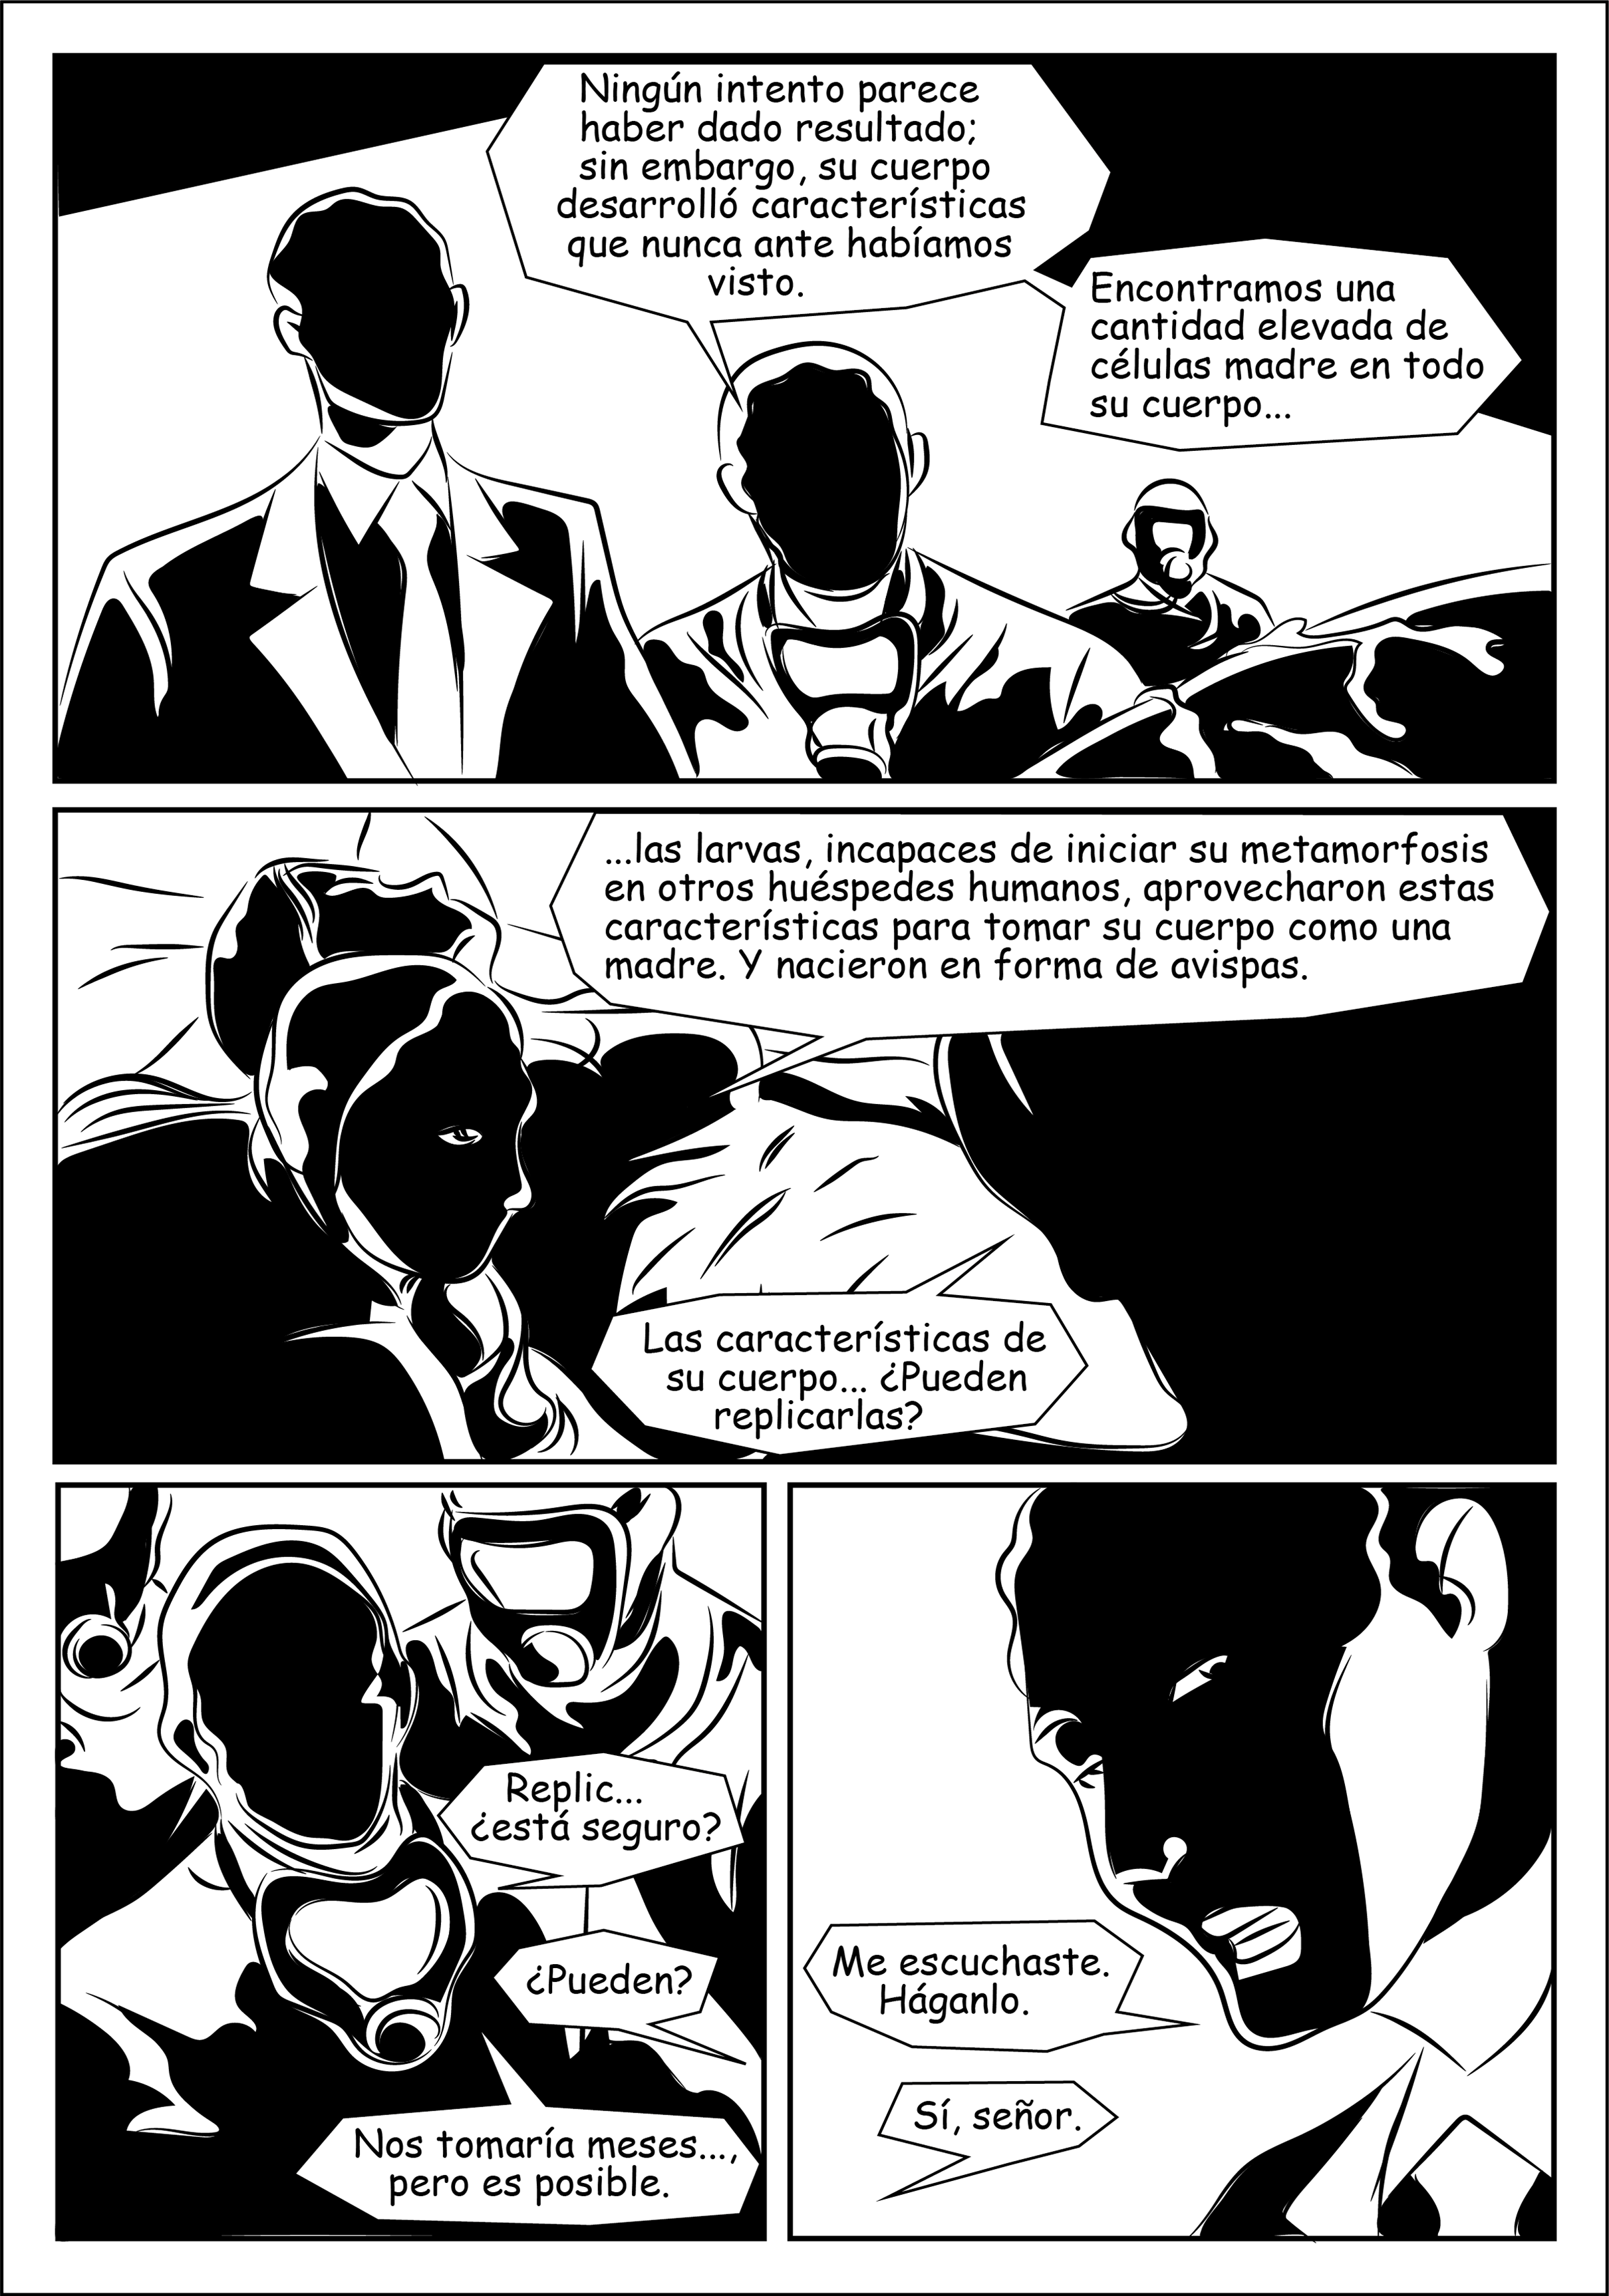 Ningún intento parece
haber dado resultado;
sin embargo, su cuerpo
desarrolló características
que nunca ante habíamos
visto.
Encontramos una
cantidad elevada de
células madre en todo
su cuerpo...
...las larvas, incapaces de iniciar su metamorfosis
en otros huéspedes humanos, aprovecharon estas
características para tomar su cuerpo como una
madre. Y nacieron en forma de avispas.
Las características de
su cuerpo... ¿Pueden
replicarlas?
Replic...
¿está seguro?
¿Pueden?
Nos tomaría meses...,
pero es posible.
Me escuchaste.
Háganlo.
Sí, señor.